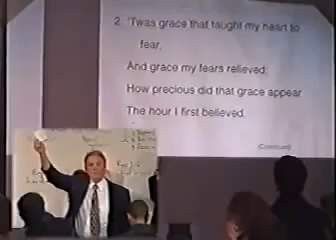 2. 'Twas grace that taught my heart to
fear,
And grace my fears relieved;
How precious did that grace appear
The hour I first believed.
(Continued)